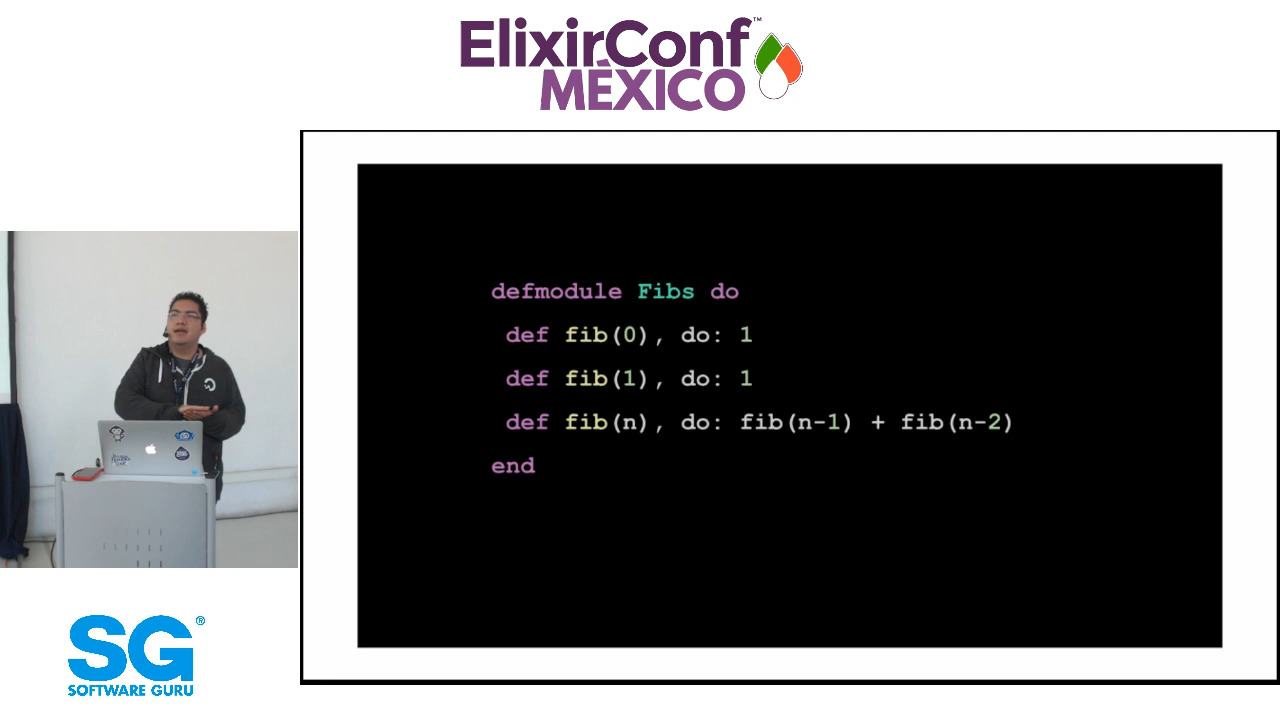 ElixirConf™
MÉXICO
defmodule Fibs do
def fib(0), do: 1
def fib(1), do: 1
def fib(n), do: fib(n-1) + fib(n-2)
end
SG®
SOFTWARE GURU